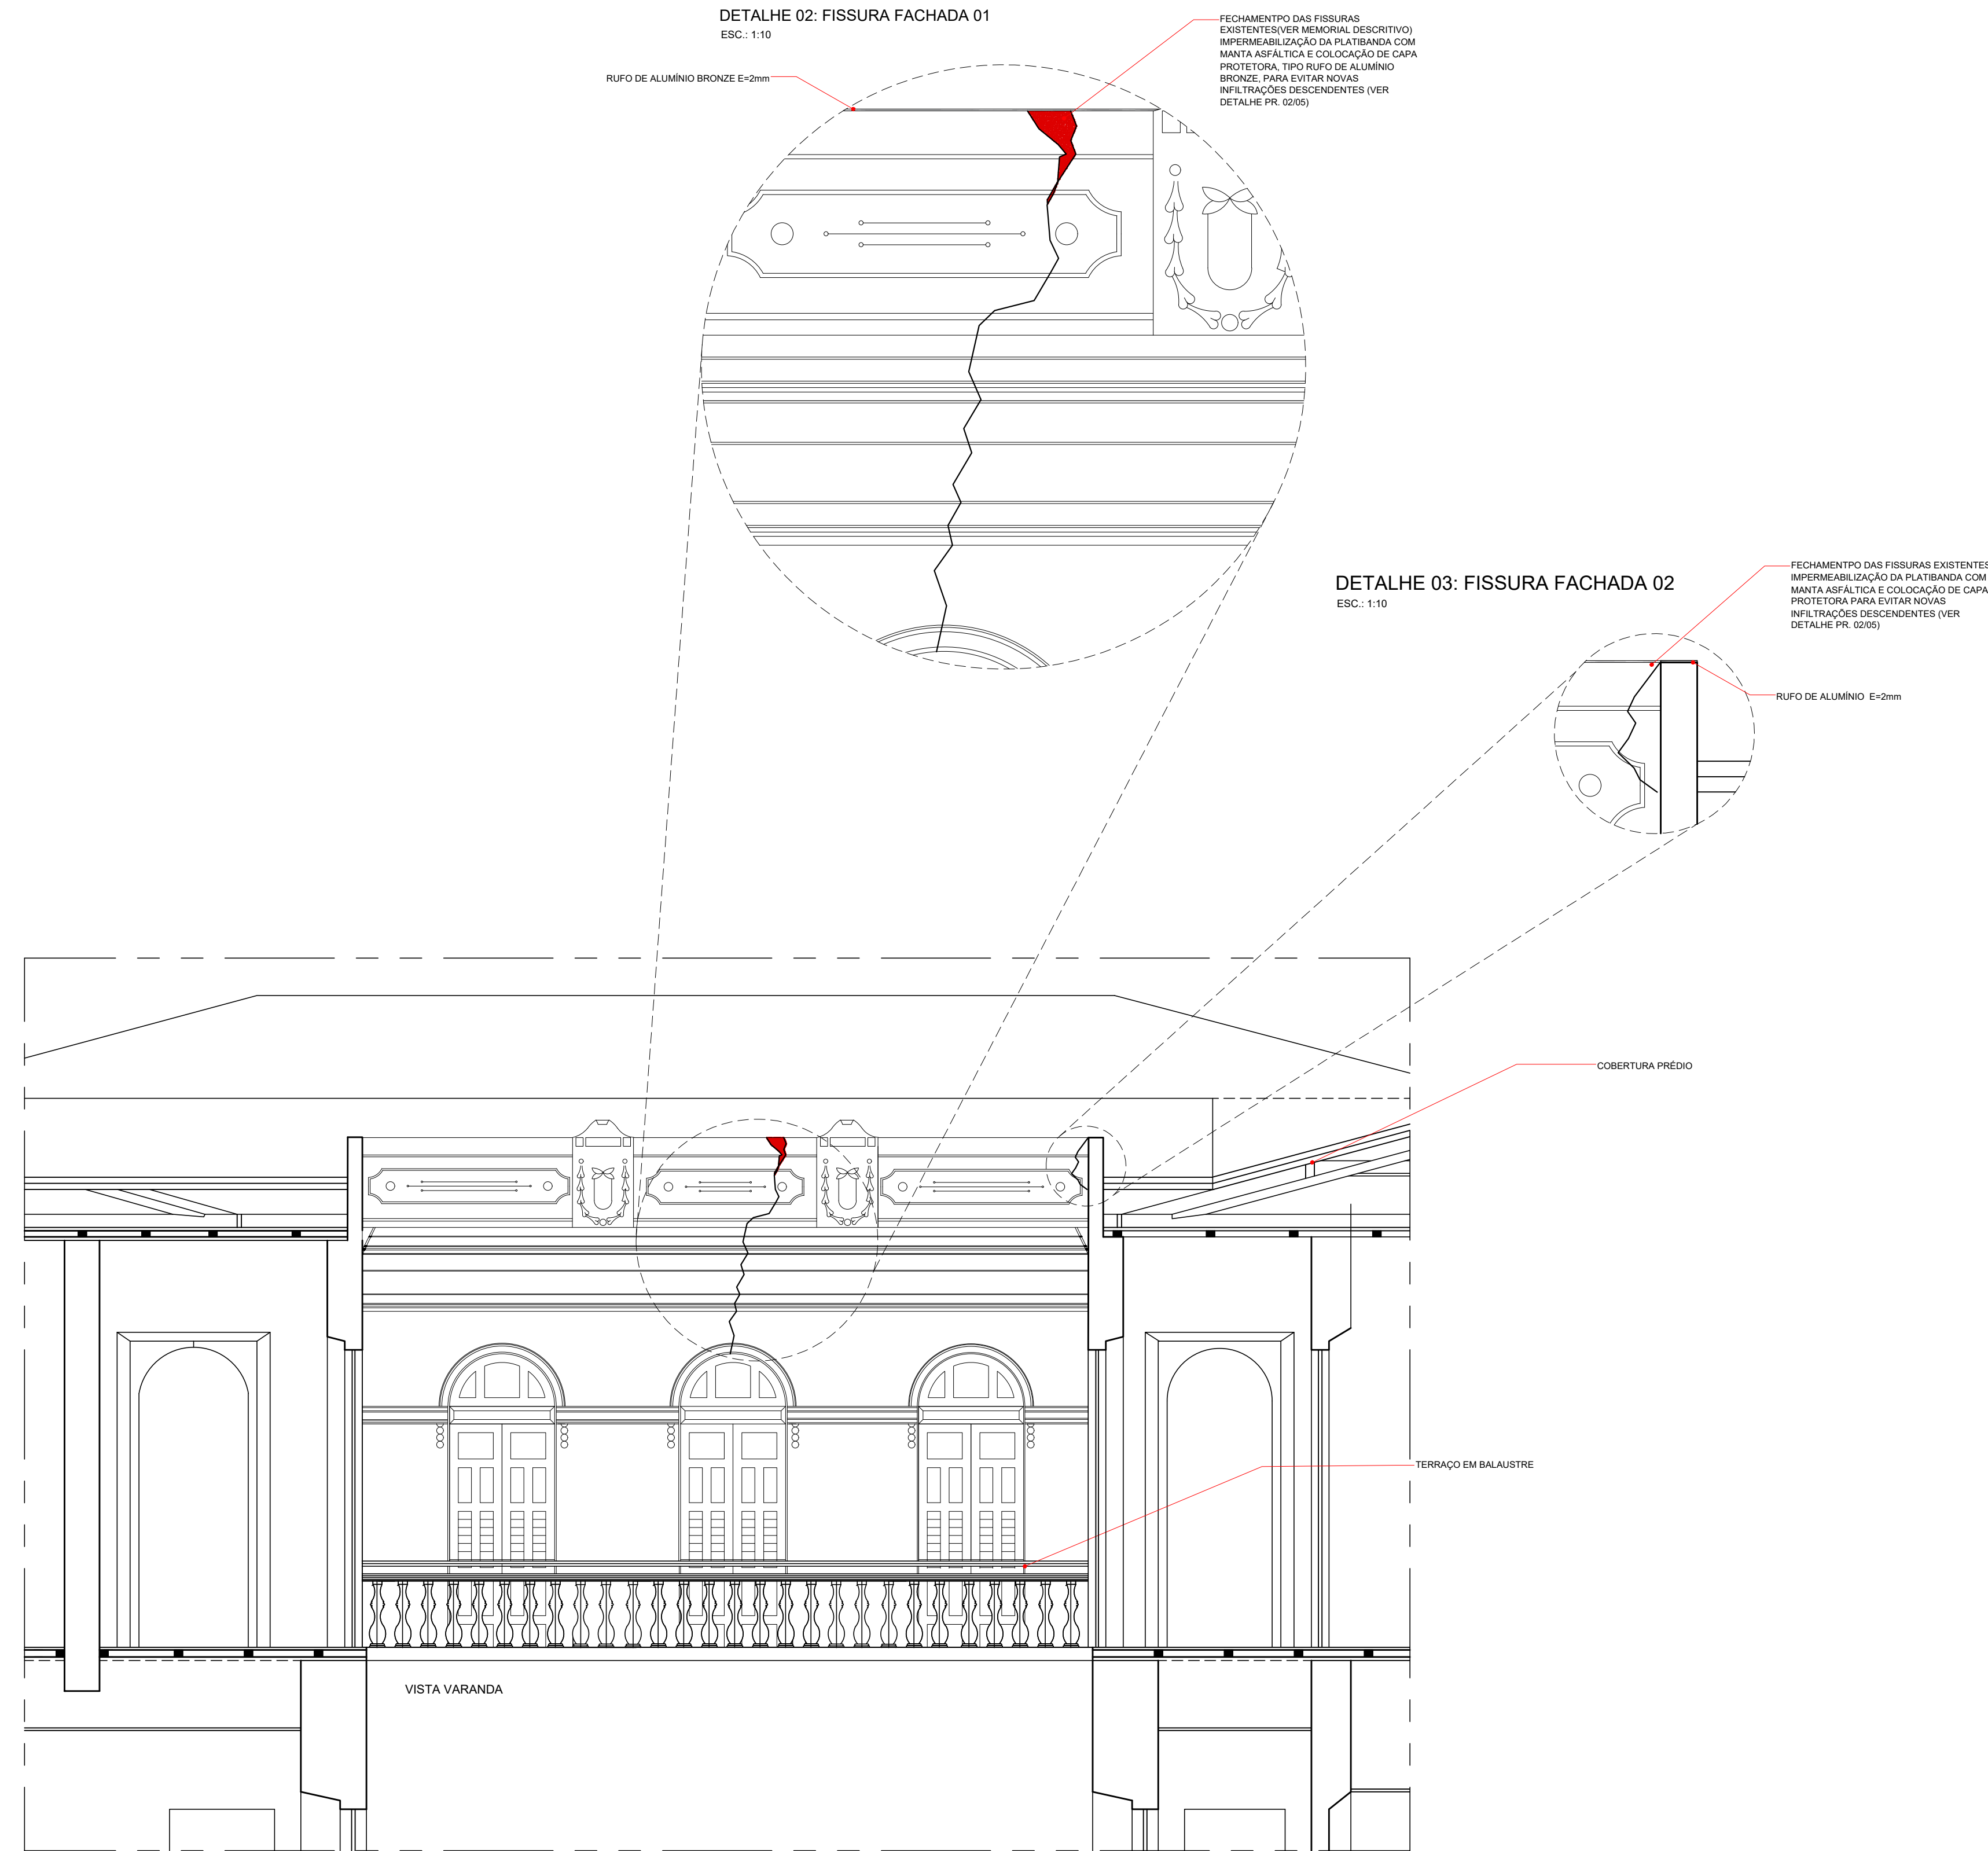 DETALHE 02: FISSURA FACHADA 01
ESC.: 1:10
RUFO DE ALUMÍNIO BRONZE E=2mm
FECHAMENTPO DAS FISSURAS
EXISTENTES(VER MEMORIAL DESCRITIVO)
IMPERMEABILIZAÇÃO DA PLATIBANDA COM
MANTA ASFÁLTICA E COLOCAÇÃO DE CAPA
PROTETORA, TIPO RUFO DE ALUMÍNIO
BRONZE, PARA EVITAR NOVAS
INFILTRAÇÕES DESCENDENTES (VER
DETALHE PR. 02/05)
DETALHE 03: FISSURA FACHADA 02
ESC.: 1:10
FECHAMENTPO DAS FISSURAS EXISTENTES
IMPERMEABILIZAÇÃO DA PLATIBANDA COM
MANTA ASFÁLTICA E COLOCAÇÃO DE CAPA
PROTETORA PARA EVITAR NOVAS
INFILTRAÇÕES DESCENDENTES (VER
DETALHE PR. 02/05)
RUFO DE ALUMÍNIO E=2mm
COBERTURA PRÉDIO
TERRAÇO EM BALAUSTRE
VISTA VARANDA